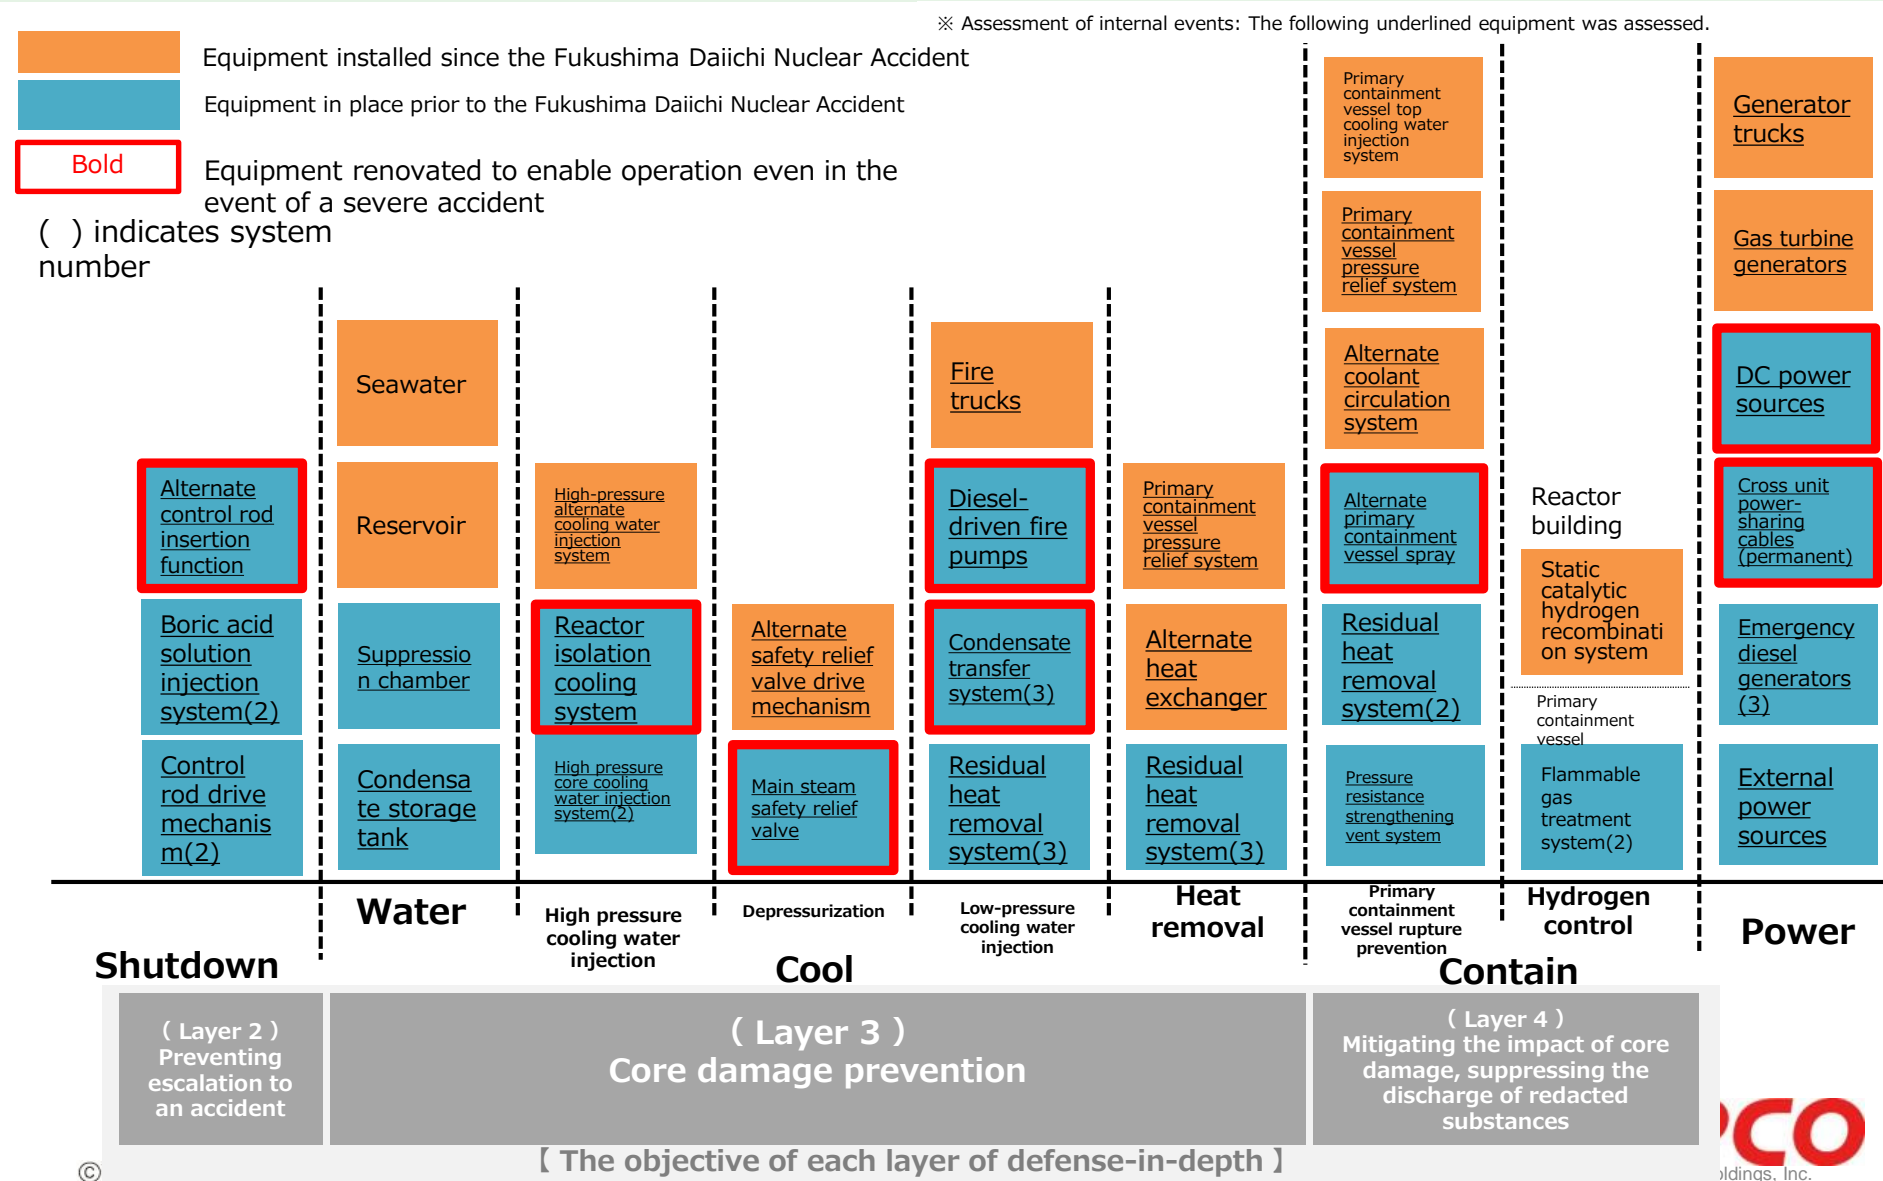 ※ Assessment of internal events: The following underlined equipment was assessed.
Equipment installed since the Fukushima Daiichi Nuclear Accident
Equipment in place prior to the Fukushima Daiichi Nuclear Accident
Bold
Equipment renovated to enable operation even in the
event of a severe accident
( ) indicates system
number
Alternate
control rod
insertion
function
Boric acid
solution
injection
system(2)
Control
rod drive
mechanis
m(2)
Seawater
Reservoir
Suppressio
n chamber
Condensa
te storage
tank
High-pressure
alternate
cooling water
injection
system
Reactor
isolation
cooling
system
High pressure
core cooling
water injection
system(2)
Alternate
safety relief
valve drive
mechanism
Main steam
safety relief
valve
Fire
trucks
Diesel-
driven fire
pumps
Condensate
transfer
system(3)
Residual
heat
removal
system(3)
Primary
containment
vessel
pressure
relief system
Alternate
heat
exchanger
Residual
heat
removal
system(3)
Primary
containment
vessel top
cooling water
injection
system
Primary
containment
vessel
pressure
relief system
Alternate
coolant
circulation
system
Alternate
primary
containment
vessel spray
Residual
heat
removal
system(2)
Pressure
resistance
strengthening
vent system
Reactor
building
Static
catalytic
hydrogen
recombinati
on system
Primary
containment
vessel
Flammable
gas
treatment
system(2)
Generator
trucks
Gas turbine
generators
DC power
sources
Cross unit
power-
sharing
cables
(permanent)
Emergency
diesel
generators
(3)
External
power
sources
Shutdown
Water
High pressure
cooling water
injection
Depressurization
Low-pressure
cooling water
injection
Heat
removal
Cool
Primary
containment
vessel rupture
prevention
Hydrogen
control
Contain
Power
( Layer 2 )
Preventing
escalation to
an accident
( Layer 3 )
Core damage prevention
( Layer 4 )
Mitigating the impact of core
damage, suppressing the
discharge of redacted
substances
【 The objective of each layer of defense-in-depth 】
©
CO
oldings, Inc.